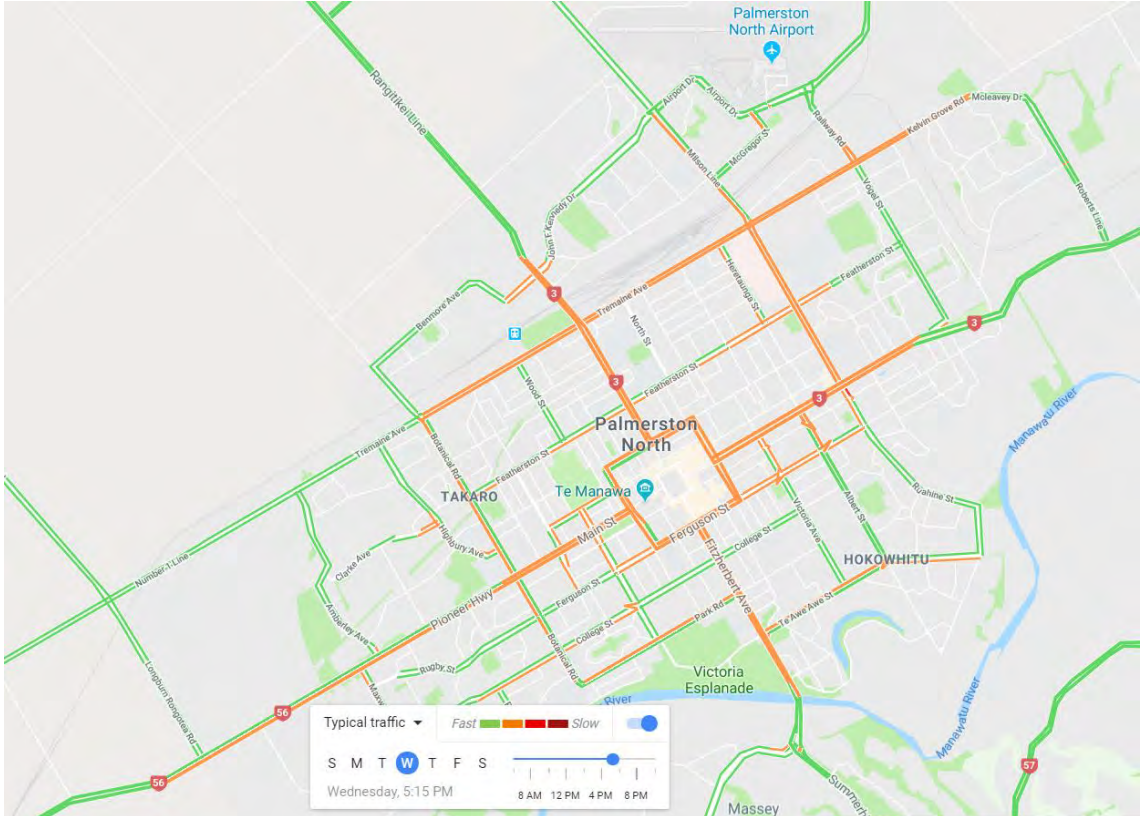 Palmerston
North Airport
Rangitikei Line
Airport Dr
Airport Dr
McGregor St
Railway Rd
Kelvin Grove Rd
Mcleavey Dr
Milson Line
Vogel St
Roberts Line
John F Kennedy Dr
Featherston St
Heretaunga St
3
Benmore Ave
Tremaine Ave
North St
3
3
Wood St
Featherston St
3
Palmerston
North
Manawatu River
Tremaine Ave
Botanical Rd
Featherston St
TAKARO
Te Manawa
Main St
Ferguson St
Albert St
Ruahine St
Victoria Ave
College St
Highbury Ave
Number 1 Line
Clarke Ave
Fitzherbert Ave
HOKOWHITU
Pioneer Hwy
Ferguson St
Park Rd
Te Awe Awe St
Amberley Ave
College St
Botanical Rd
Longburn Rongotea Rd
Rugby St
Victoria
Esplanade
Manawatu River
River
56
56
57
Typical traffic
Fast
Slow
S M T W T F S
Wednesday, 5:15 PM
8 AM 12 PM 4 PM 8 PM
Massey